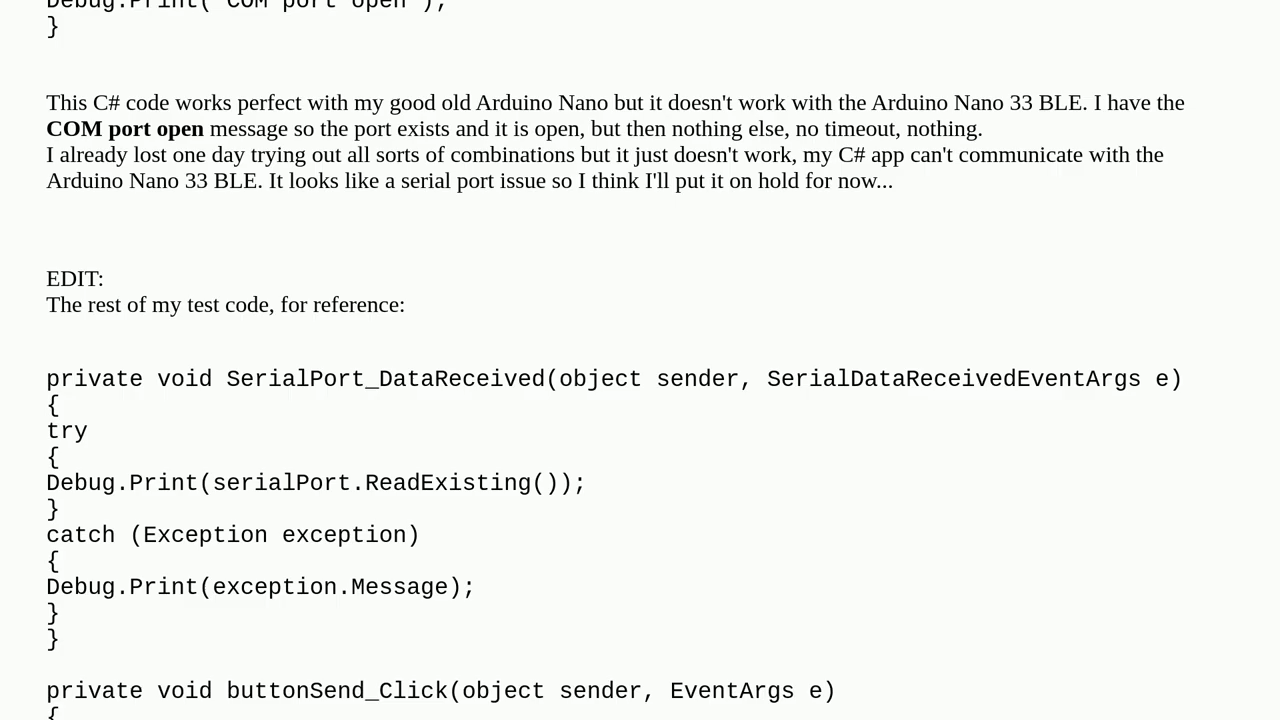 Debug.Print("COM port open");
}
This C# code works perfect with my good old Arduino Nano but it doesn't work with the Arduino Nano 33 BLE. I have the
COM port open message so the port exists and it is open, but then nothing else, no timeout, nothing.
I already lost one day trying out all sorts of combinations but it just doesn't work, my C# app can't communicate with the
Arduino Nano 33 BLE. It looks like a serial port issue so I think I'll put it on hold for now...
EDIT:
The rest of my test code, for reference:
private void SerialPort_DataReceived(object sender, SerialDataReceivedEventArgs e)
{
try
{
Debug.Print(serialPort.ReadExisting());
}
catch (Exception exception)
{
Debug.Print(exception.Message);
}
}
private void buttonSend_Click(object sender, EventArgs e)
{